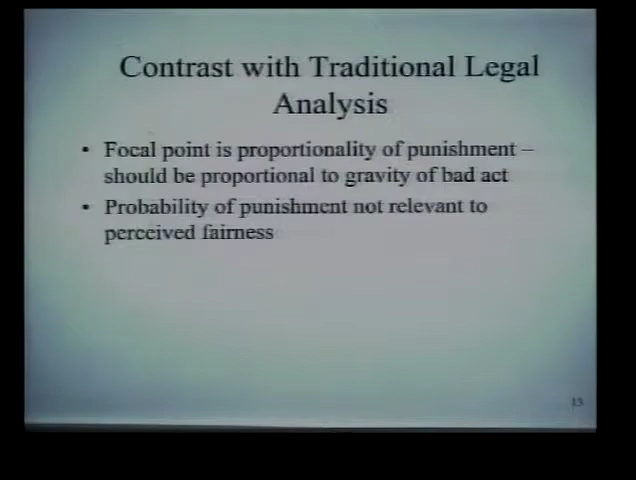 Contrast with Traditional Legal
Analysis
• Focal point is proportionality of punishment –
should be proportional to gravity of bad act
• Probability of punishment not relevant to
perceived fairness
13